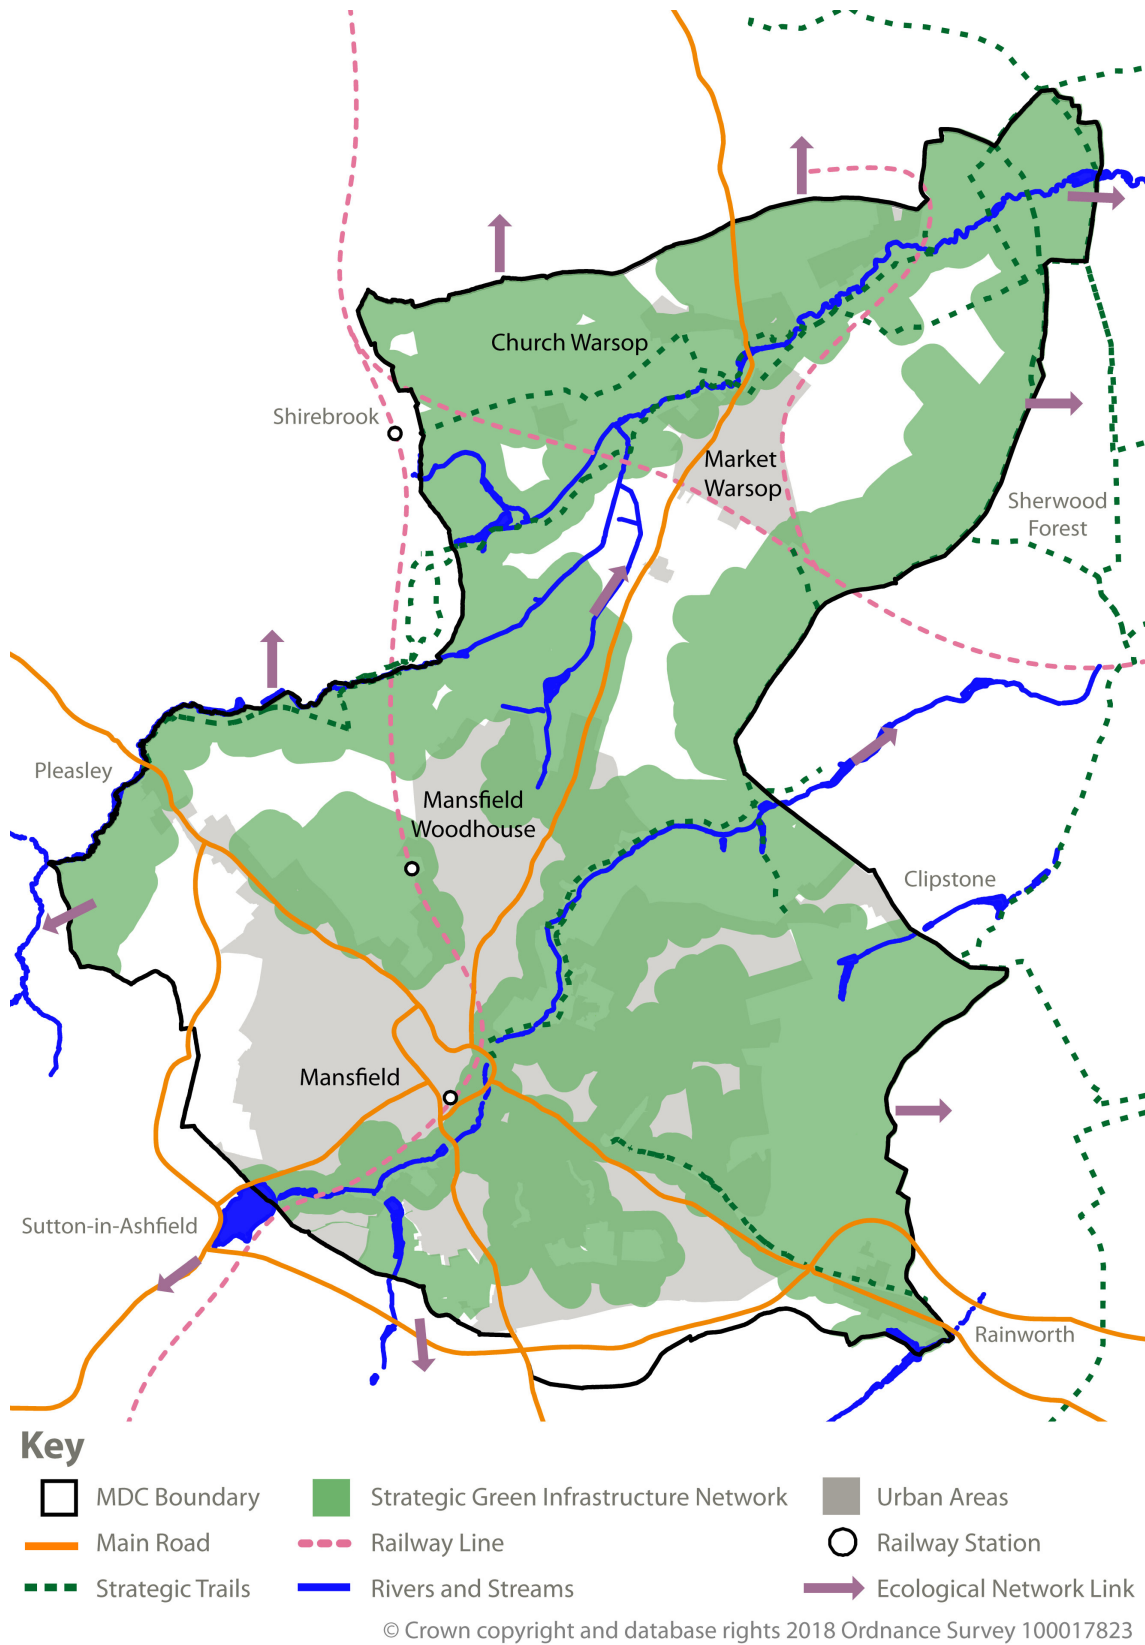 Church Warsop
Shirebrook
Market
Warsop
Sherwood
Forest
Pleasley
Mansfield
Woodhouse
Clipstone
Mansfield
Sutton-in-Ashfield
Rainworth
Key
MDC Boundary
Strategic Green Infrastructure Network
Urban Areas
Main Road
Railway Line
Railway Station
Strategic Trails
Rivers and Streams
Ecological Network Link
© Crown copyright and database rights 2018 Ordnance Survey 100017823